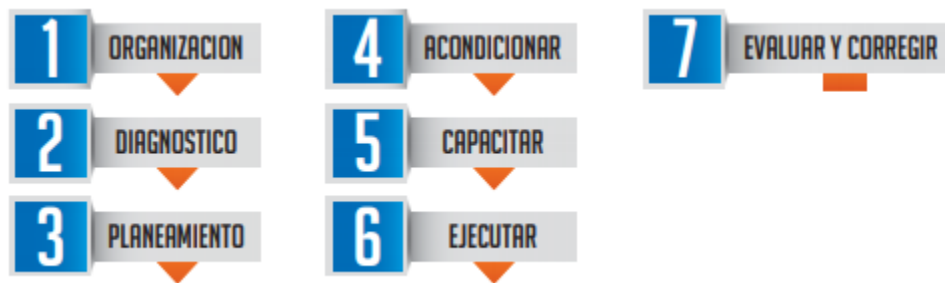 1 ORGANIZACION
2 DIAGNOSTICO
3 PLANEAMIENTO
4 ACONDICIONAR
5 CAPACITAR
6 EJECUTAR
7 EVALUAR Y CORREGIR